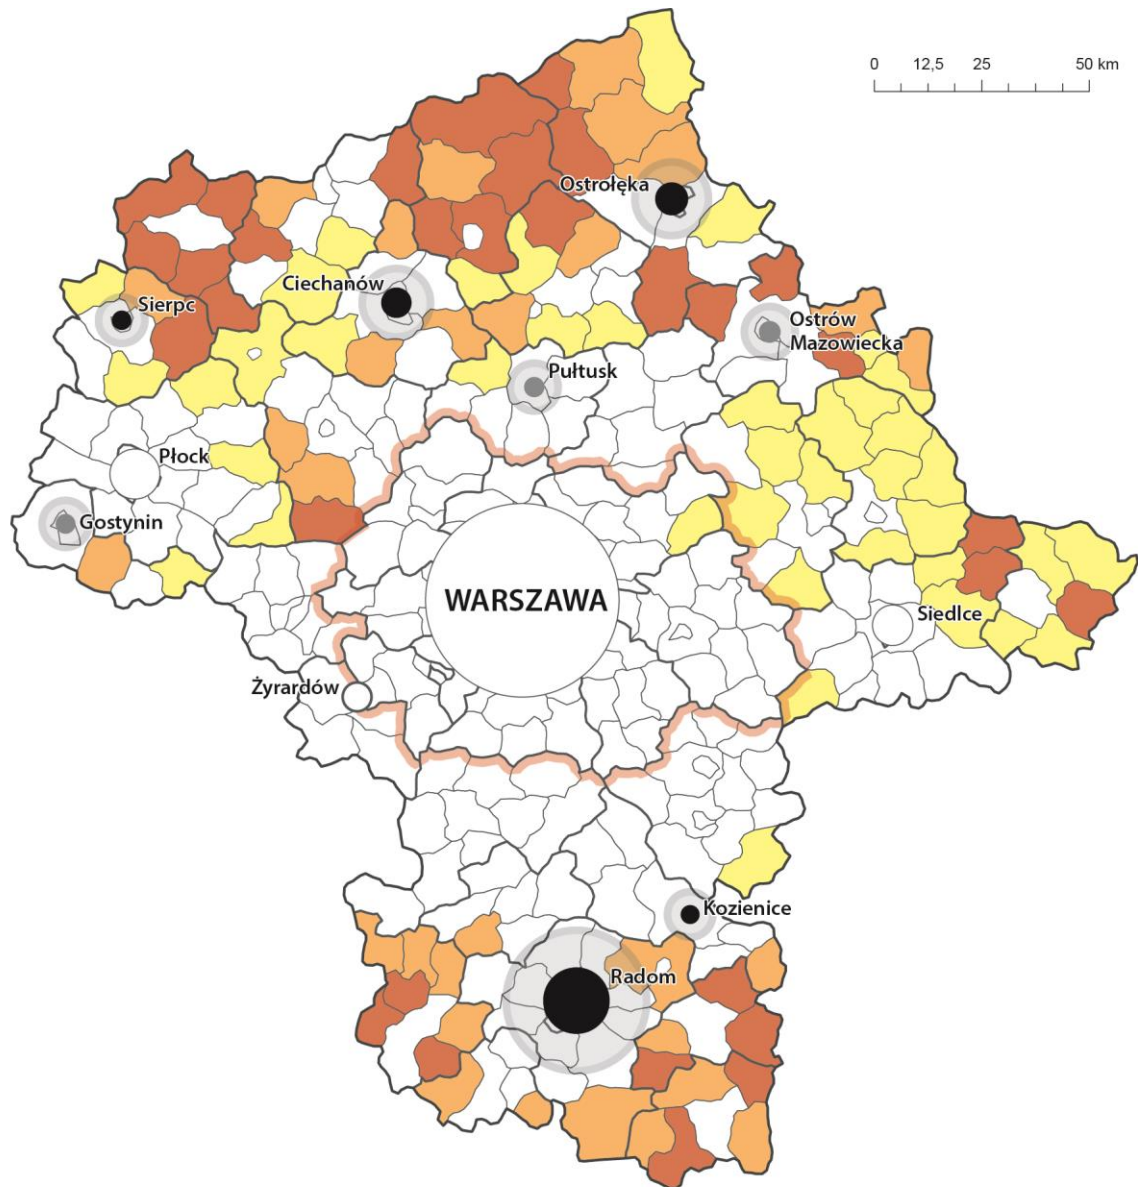 0 12,5 25 50 km
Ostrołęka
Ciechanów
Sierpc
Ostrów
Mazowiecka
Pułtusk
Płock
Gostynin
WARSZAWA
Siedlce
Żyrardów
Kozienice
Radom